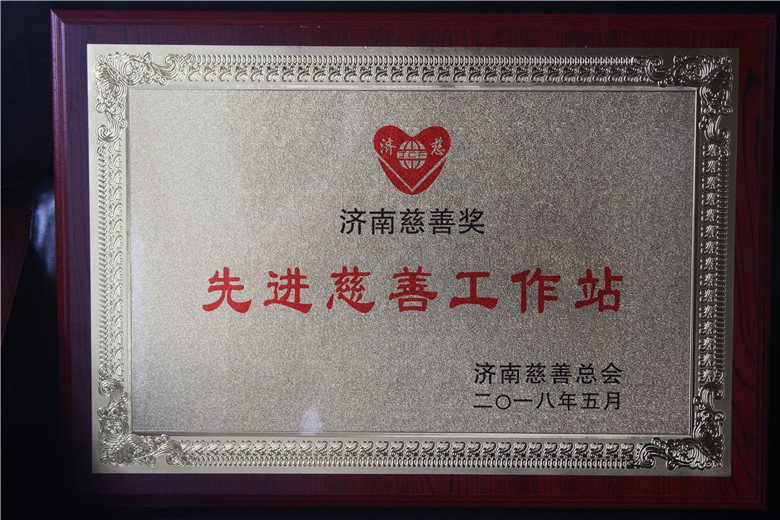 济 JCF 慈
济南慈善奖
先进慈善工作站
济南慈善总会
二〇一八年五月